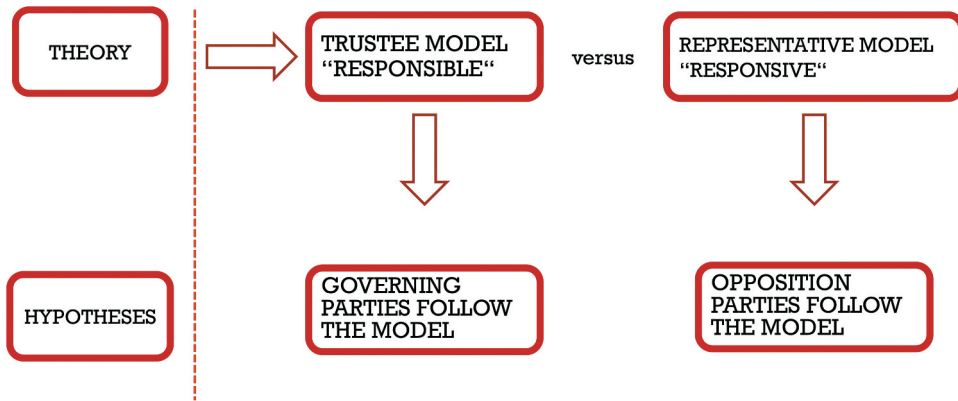 THEORY
TRUSTEE MODEL
“RESPONSIBLE“
versus
REPRESENTATIVE MODEL
“RESPONSIVE“
HYPOTHESES
GOVERNING
PARTIES FOLLOW
THE MODEL
OPPOSITION
PARTIES FOLLOW
THE MODEL